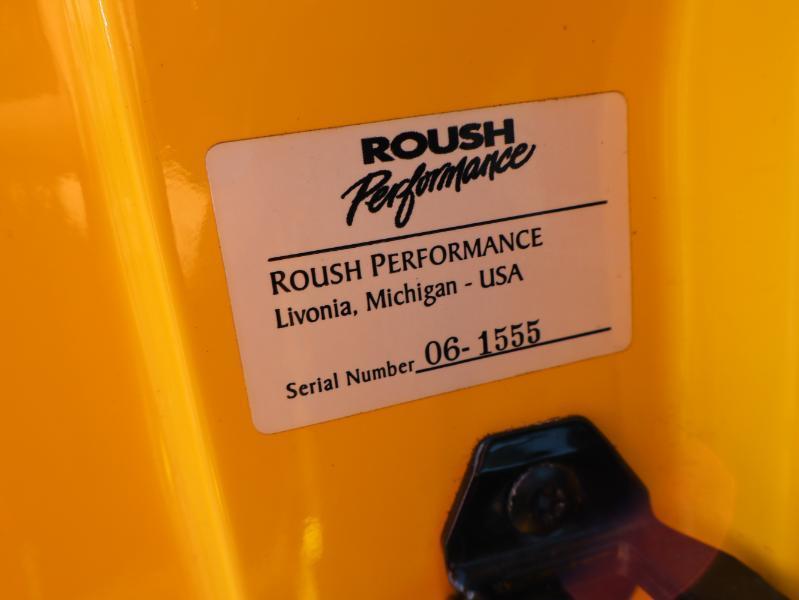 ROUSH
Performance
ROUSH PERFORMANCE
Livonia, Michigan - USA
Serial Number 06-1555